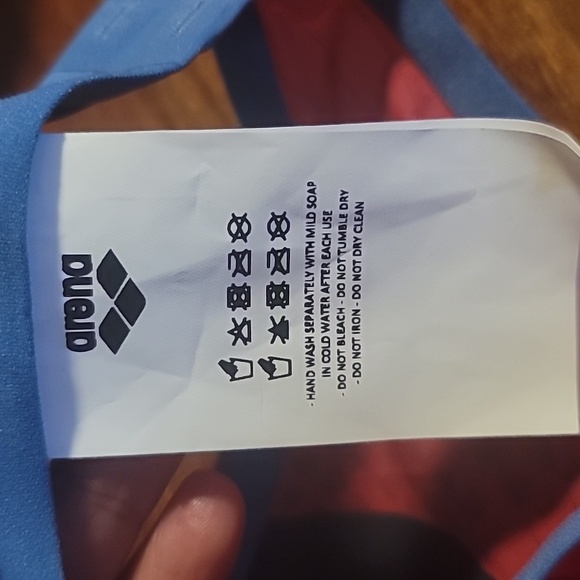 arena
- HAND WASH SEPARATELY WITH MILD SOAP
IN COLD WATER AFTER EACH USE
- DO NOT BLEACH - DO NOT TUMBLE DRY
- DO NOT IRON - DO NOT DRY CLEAN